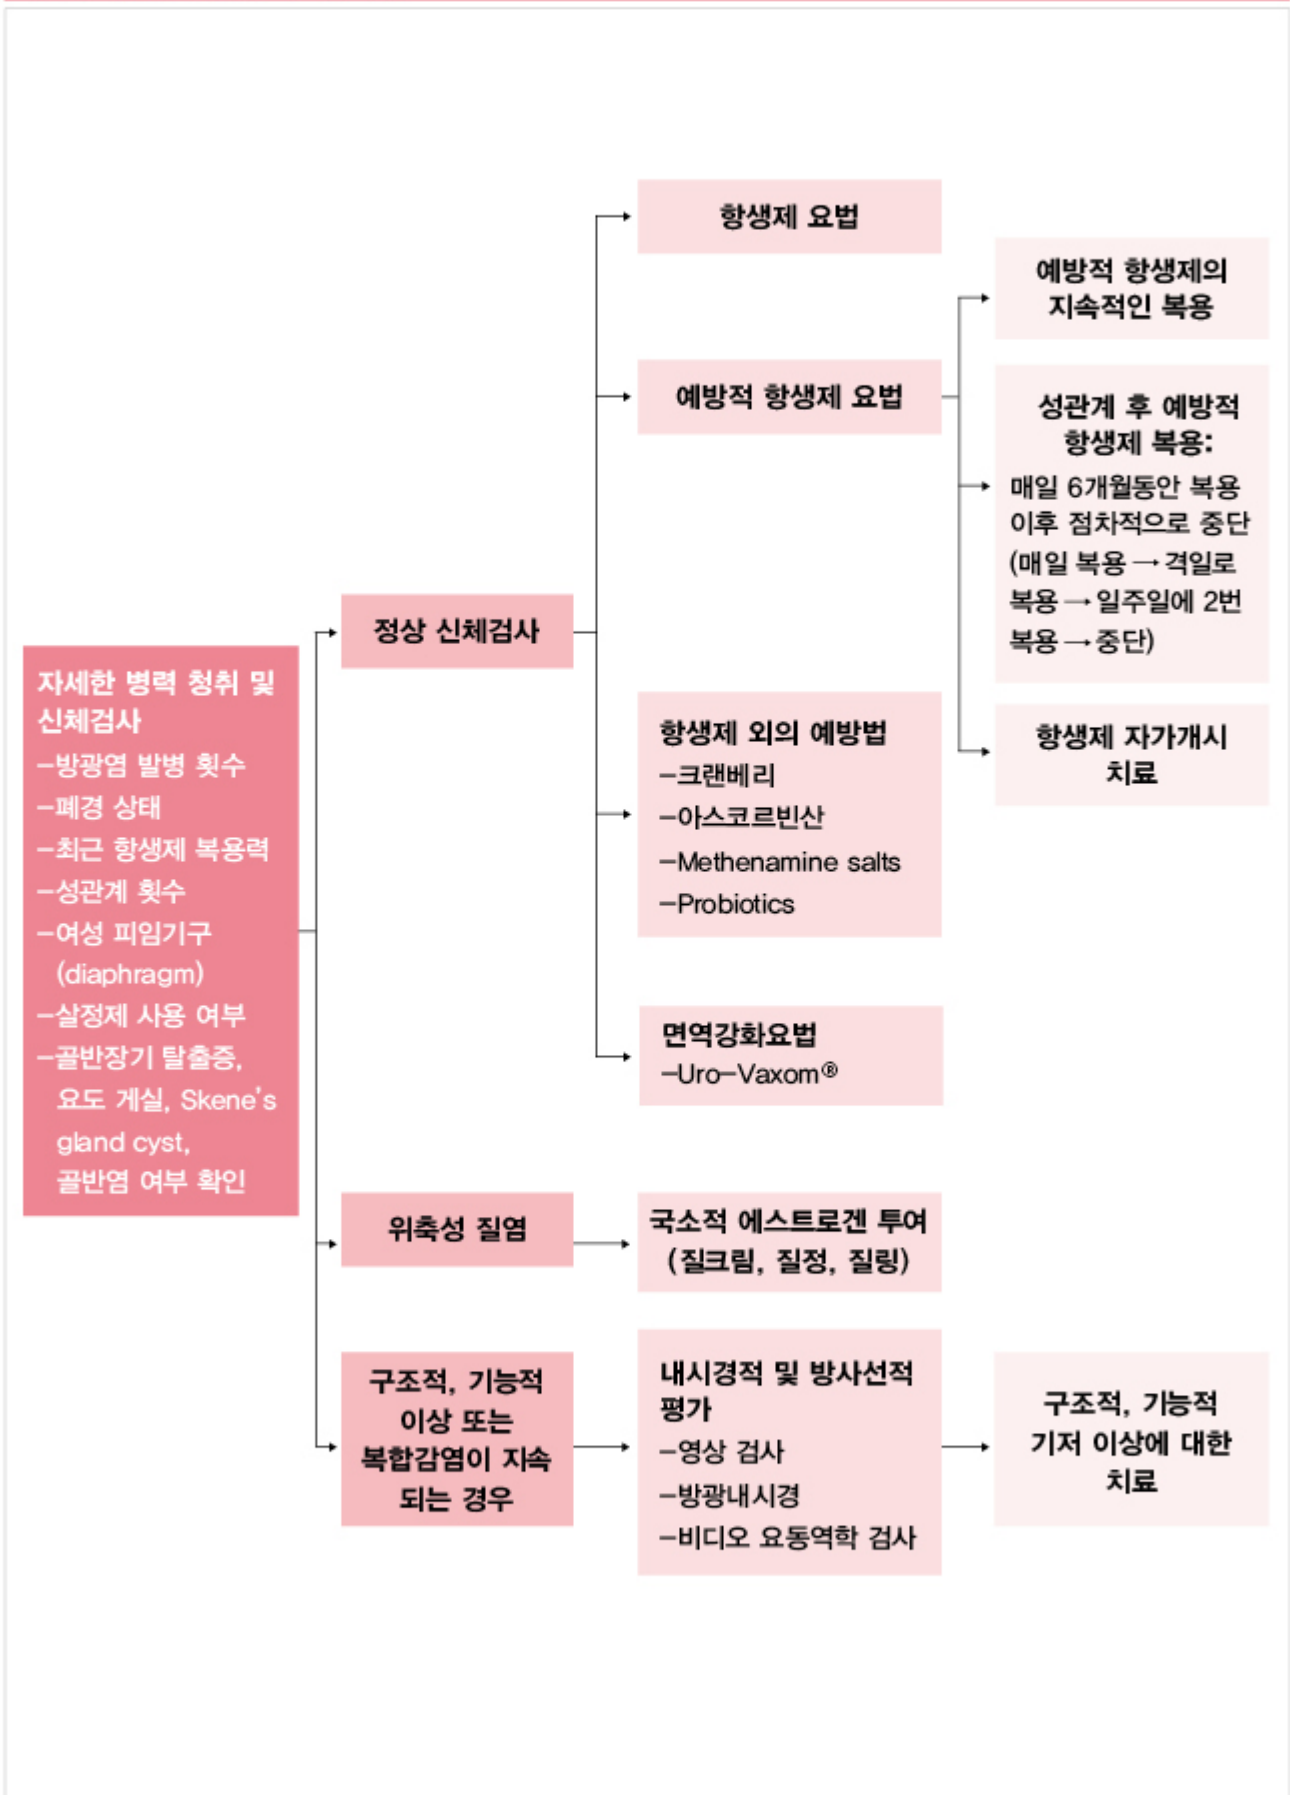 자세한 병력 청취 및
신체검사
–방광염 발병 횟수
–폐경 상태
–최근 항생제 복용력
–성관계 횟수
–여성 피임기구
(diaphragm)
–살정제 사용 여부
–골반장기 탈출증,
요도 게실, Skene's
gland cyst,
골반염 여부 확인
정상 신체검사
항생제 요법
예방적 항생제 요법
예방적 항생제의
지속적인 복용
성관계 후 예방적
항생제 복용:
매일 6개월동안 복용
이후 점차적으로 중단
(매일 복용 → 격일로
복용 → 일주일에 2번
복용 → 중단)
항생제 자가개시
치료
항생제 외의 예방법
–크랜베리
–아스코르빈산
–Methenamine salts
–Probiotics
면역강화요법
–Uro–Vaxom®
위축성 질염
국소적 에스트로겐 투여
(질크림, 질정, 질링)
구조적, 기능적
이상 또는
복합감염이 지속
되는 경우
내시경적 및 방사선적
평가
–영상 검사
–방광내시경
–비디오 요동역학 검사
구조적, 기능적
기저 이상에 대한
치료